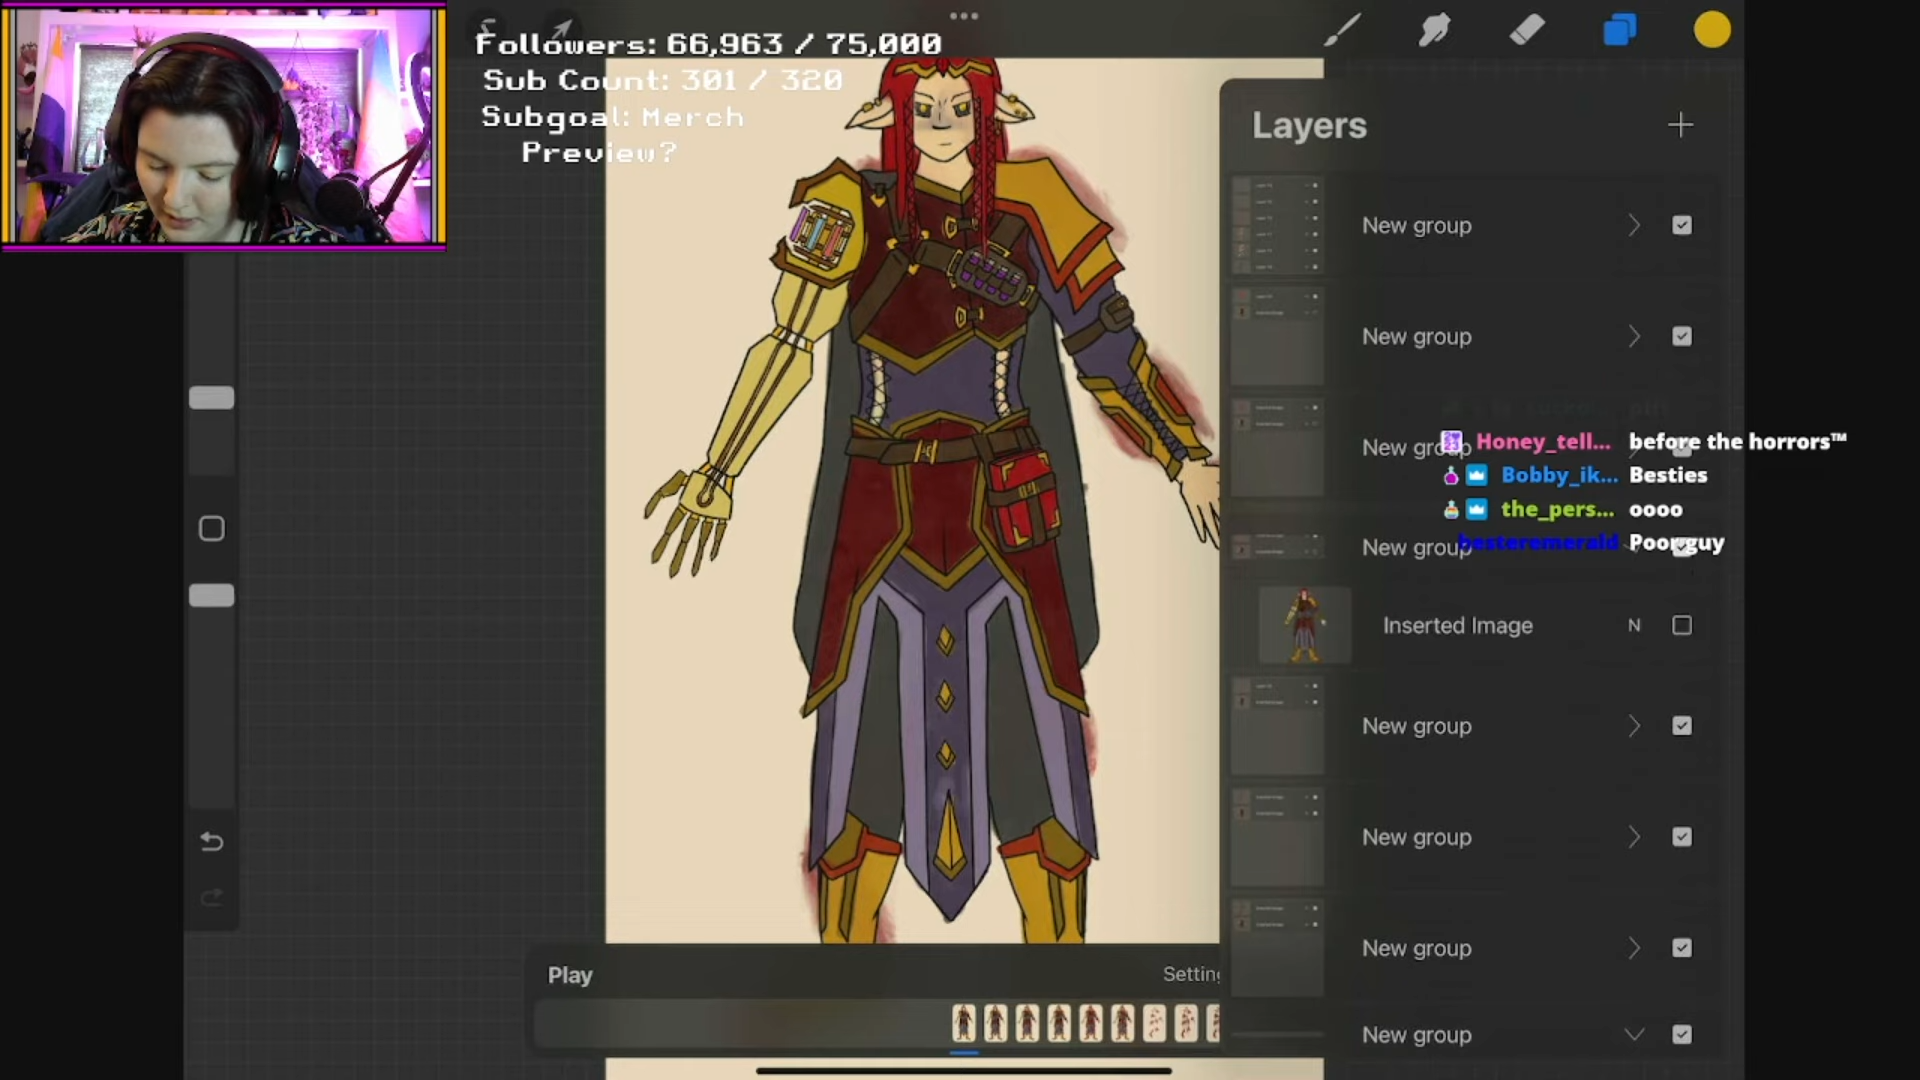 Followers: 66,963 / 75,000
Sub Count: 301 / 320
Subgoal: Merch
Preview?
Layers
New group
New group
New group
Honey_tell... before the horrors™
Bobby_ik... Besties
the_pers... oooo
New group
besteremerald Poor guy
Inserted Image N
New group
New group
New group
New group
Play
Setting